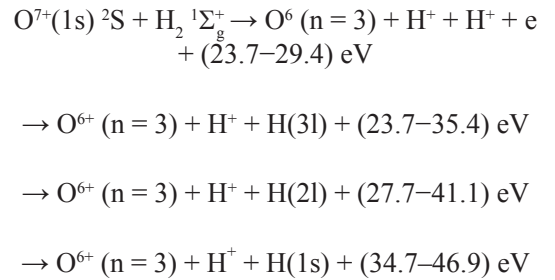 O⁷⁺(1s) ²S + H₂ ¹Σg⁺ → O⁶ (n = 3) + H⁺ + H⁺ + e
+ (23.7–29.4) eV
→ O⁶⁺ (n = 3) + H⁺ + H(3l) + (23.7–35.4) eV
→ O⁶⁺ (n = 3) + H⁺ + H(2l) + (27.7–41.1) eV
→ O⁶⁺ (n = 3) + H⁺ + H(1s) + (34.7–46.9) eV